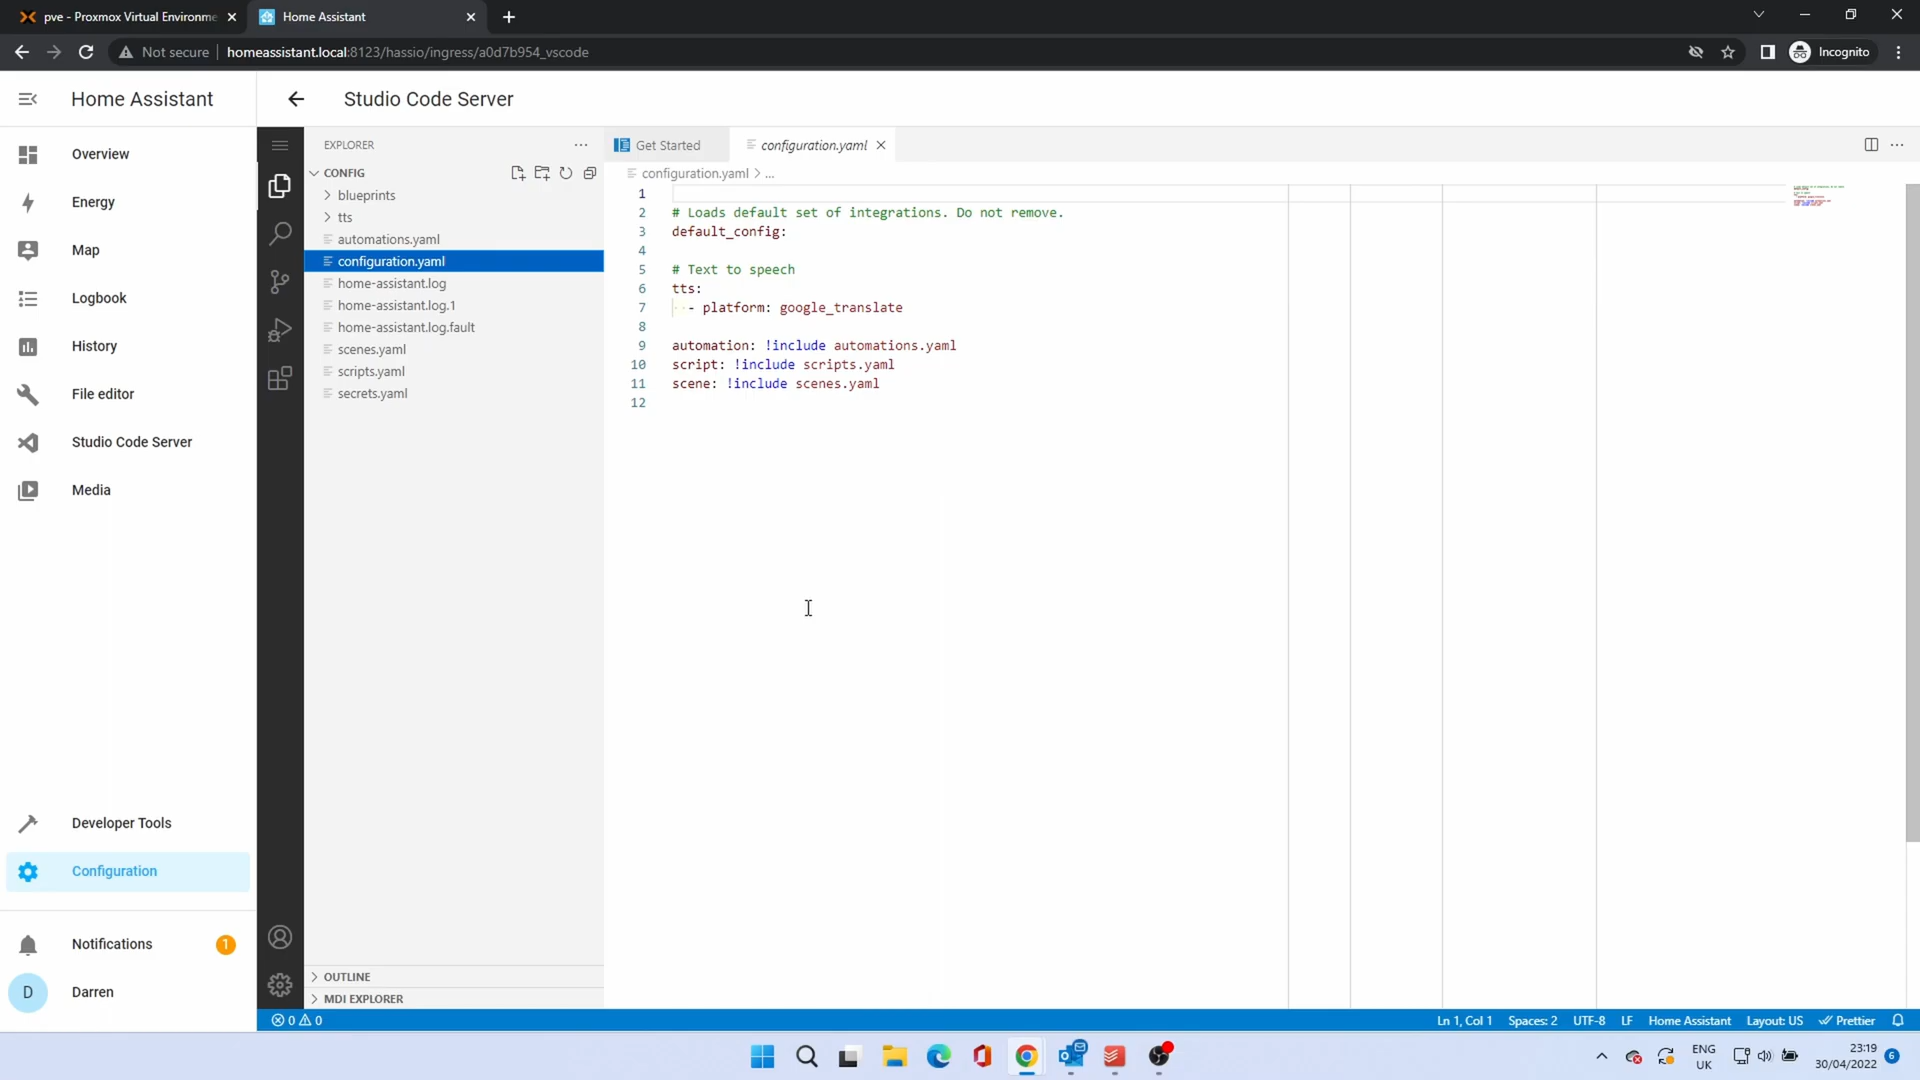 pve - Proxmox Virtual Environme
Home Assistant
Not secure
homeassistant.local:8123/hassio/ingress/a0d7b954_vscode
Incognito
Home Assistant
Studio Code Server
Overview
Energy
Map
Logbook
History
File editor
Studio Code Server
Media
Developer Tools
Configuration
Notifications
1
D
Darren
EXPLORER
CONFIG
blueprints
tts
automations.yaml
configuration.yaml
home-assistant.log
home-assistant.log.1
home-assistant.log.fault
scenes.yaml
scripts.yaml
secrets.yaml
OUTLINE
MDI EXPLORER
Get Started
configuration.yaml
configuration.yaml > ...
1
2 # Loads default set of integrations. Do not remove.
3 default_config:
4
5 # Text to speech
6 tts:
7 - platform: google_translate
8
9 automation: !include automations.yaml
10 script: !include scripts.yaml
11 scene: !include scenes.yaml
12
0 0
Ln 1, Col 1
Spaces: 2
UTF-8
LF
Home Assistant
Layout: US
Prettier
ENG
UK
23:19
30/04/2022
6